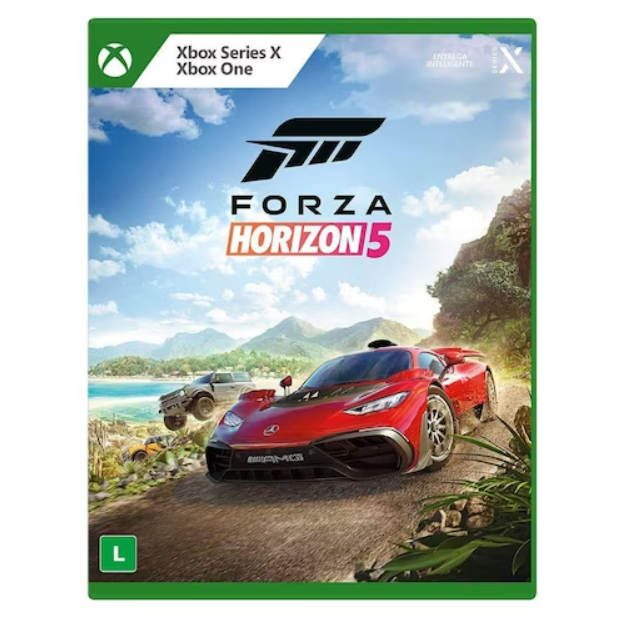 Xbox Series X
Xbox One
ENTREGA
INTELIGENTE
SERIES
X
FORZA
HORIZON 5
AMG
L